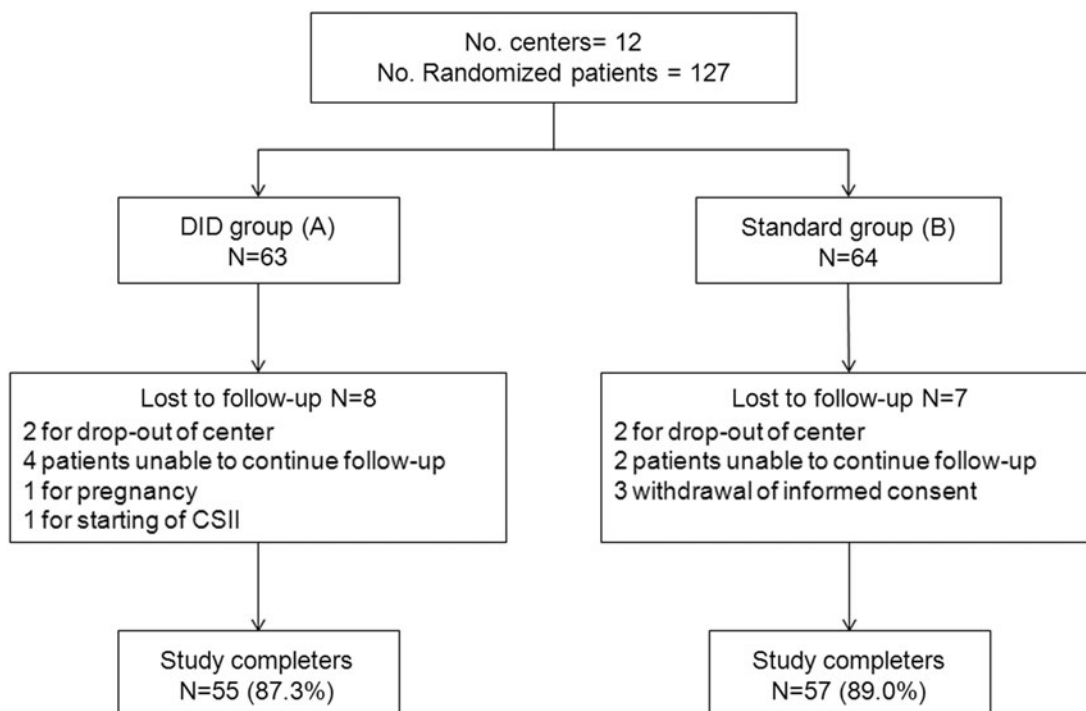 No. centers= 12
No. Randomized patients = 127
DID group (A)
N=63
Standard group (B)
N=64
Lost to follow-up N=8
2 for drop-out of center
4 patients unable to continue follow-up
1 for pregnancy
1 for starting of CSII
Lost to follow-up N=7
2 for drop-out of center
2 patients unable to continue follow-up
3 withdrawal of informed consent
Study completers
N=55 (87.3%)
Study completers
N=57 (89.0%)